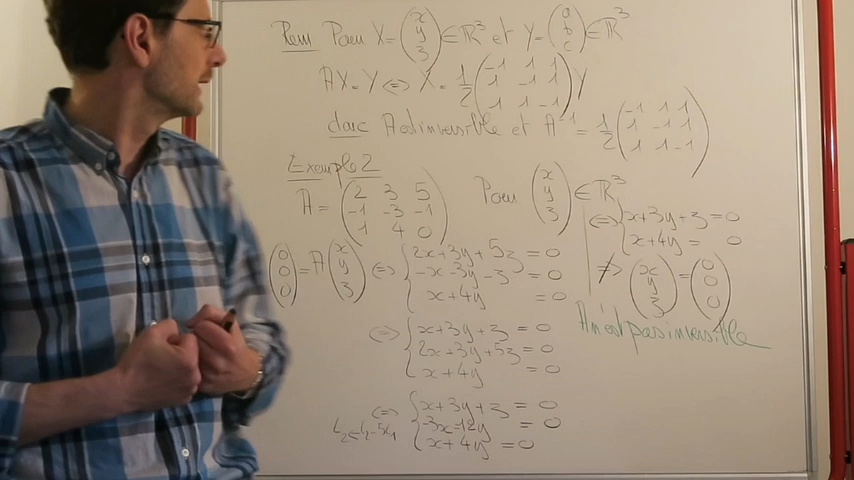 Rem Pour X = (x y z) ∈ ℝ³ et Y = (a b c) ∈ ℝ³
AX = Y ⇔ X = 1/2 (-1 1 1 / 1 -1 1 / 1 1 -1) Y
donc A est inversible et A⁻¹ = 1/2 (-1 1 1 / 1 -1 1 / 1 1 -1)
Exemple 2
A = (2 3 5 / -1 -3 -1 / 1 4 0) Pour (x y z) ∈ ℝ³
(0 0 0) = A (x y z) ⇔ { 2x + 3y + 5z = 0
-x - 3y - z = 0
x + 4y = 0
⇔ { x + 3y + z = 0
2x + 3y + 5z = 0
x + 4y = 0
⇔ { x + 3y + z = 0
L₂ ← L₂ - 5L₁ -3x - 12y = 0
x + 4y = 0
⇔ { x + 3y + z = 0
x + 4y = 0
⇏ (x y z) = (0 0 0)
A n'est pas inversible